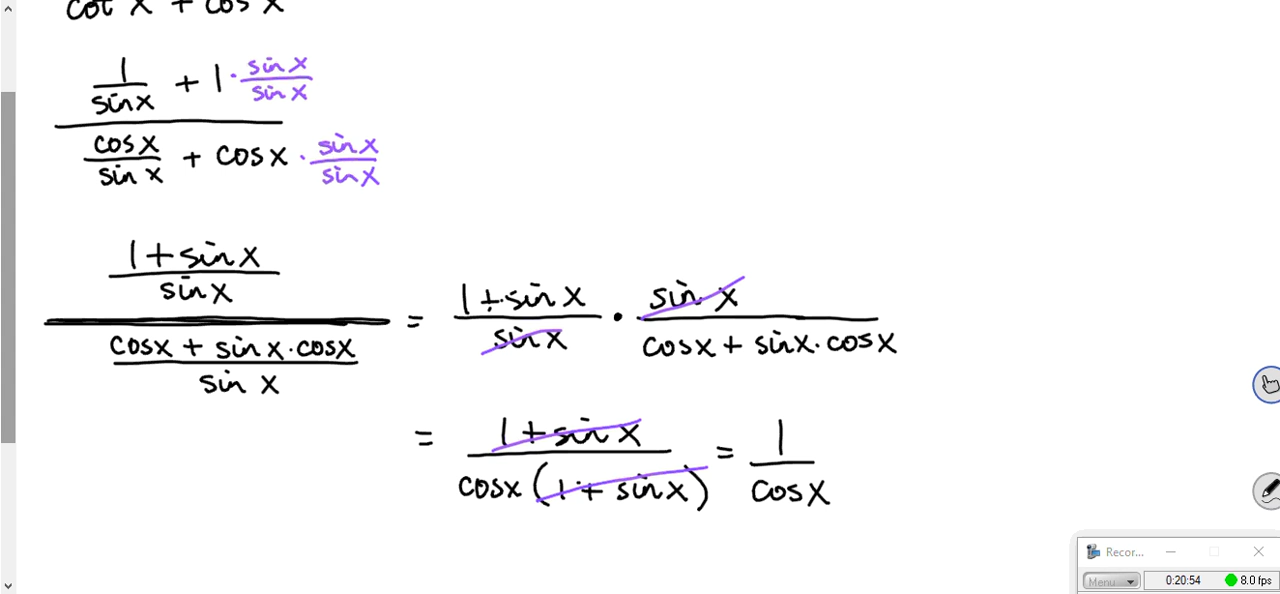 cot x + cos x
1/sin x + 1 · sin x/sin x
cos x/sin x + cos x · sin x/sin x
(1 + sin x)/sin x / (cos x + sin x · cos x)/sin x = (1 + sin x)/sin x · sin x/(cos x + sin x · cos x)
= (1 + sin x)/(cos x (1 + sin x)) = 1/cos x
Recor...
Menu 0:20:54 8.0 fps